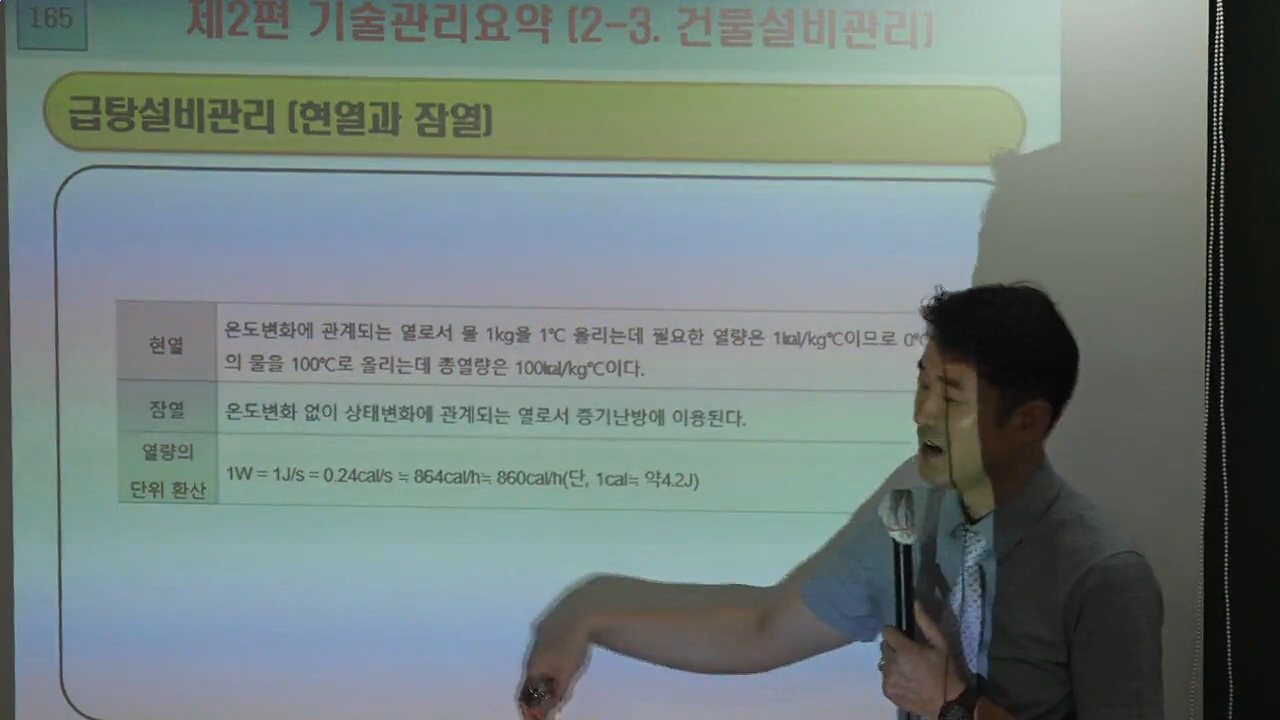 165
제2편 기술관리요약 (2-3. 건물설비관리)
급탕설비관리 (현열과 잠열)
현열
온도변화에 관계되는 열로서 물 1kg을 1℃ 올리는데 필요한 열량은 1㎉/kg℃이므로 0℃
의 물을 100℃로 올리는데 총열량은 100㎉/kg℃이다.
잠열
온도변화 없이 상태변화에 관계되는 열로서 증기난방에 이용된다.
열량의
단위 환산
1W = 1J/s = 0.24cal/s ≒ 864cal/h≒ 860cal/h(단, 1cal≒ 약4.2J)